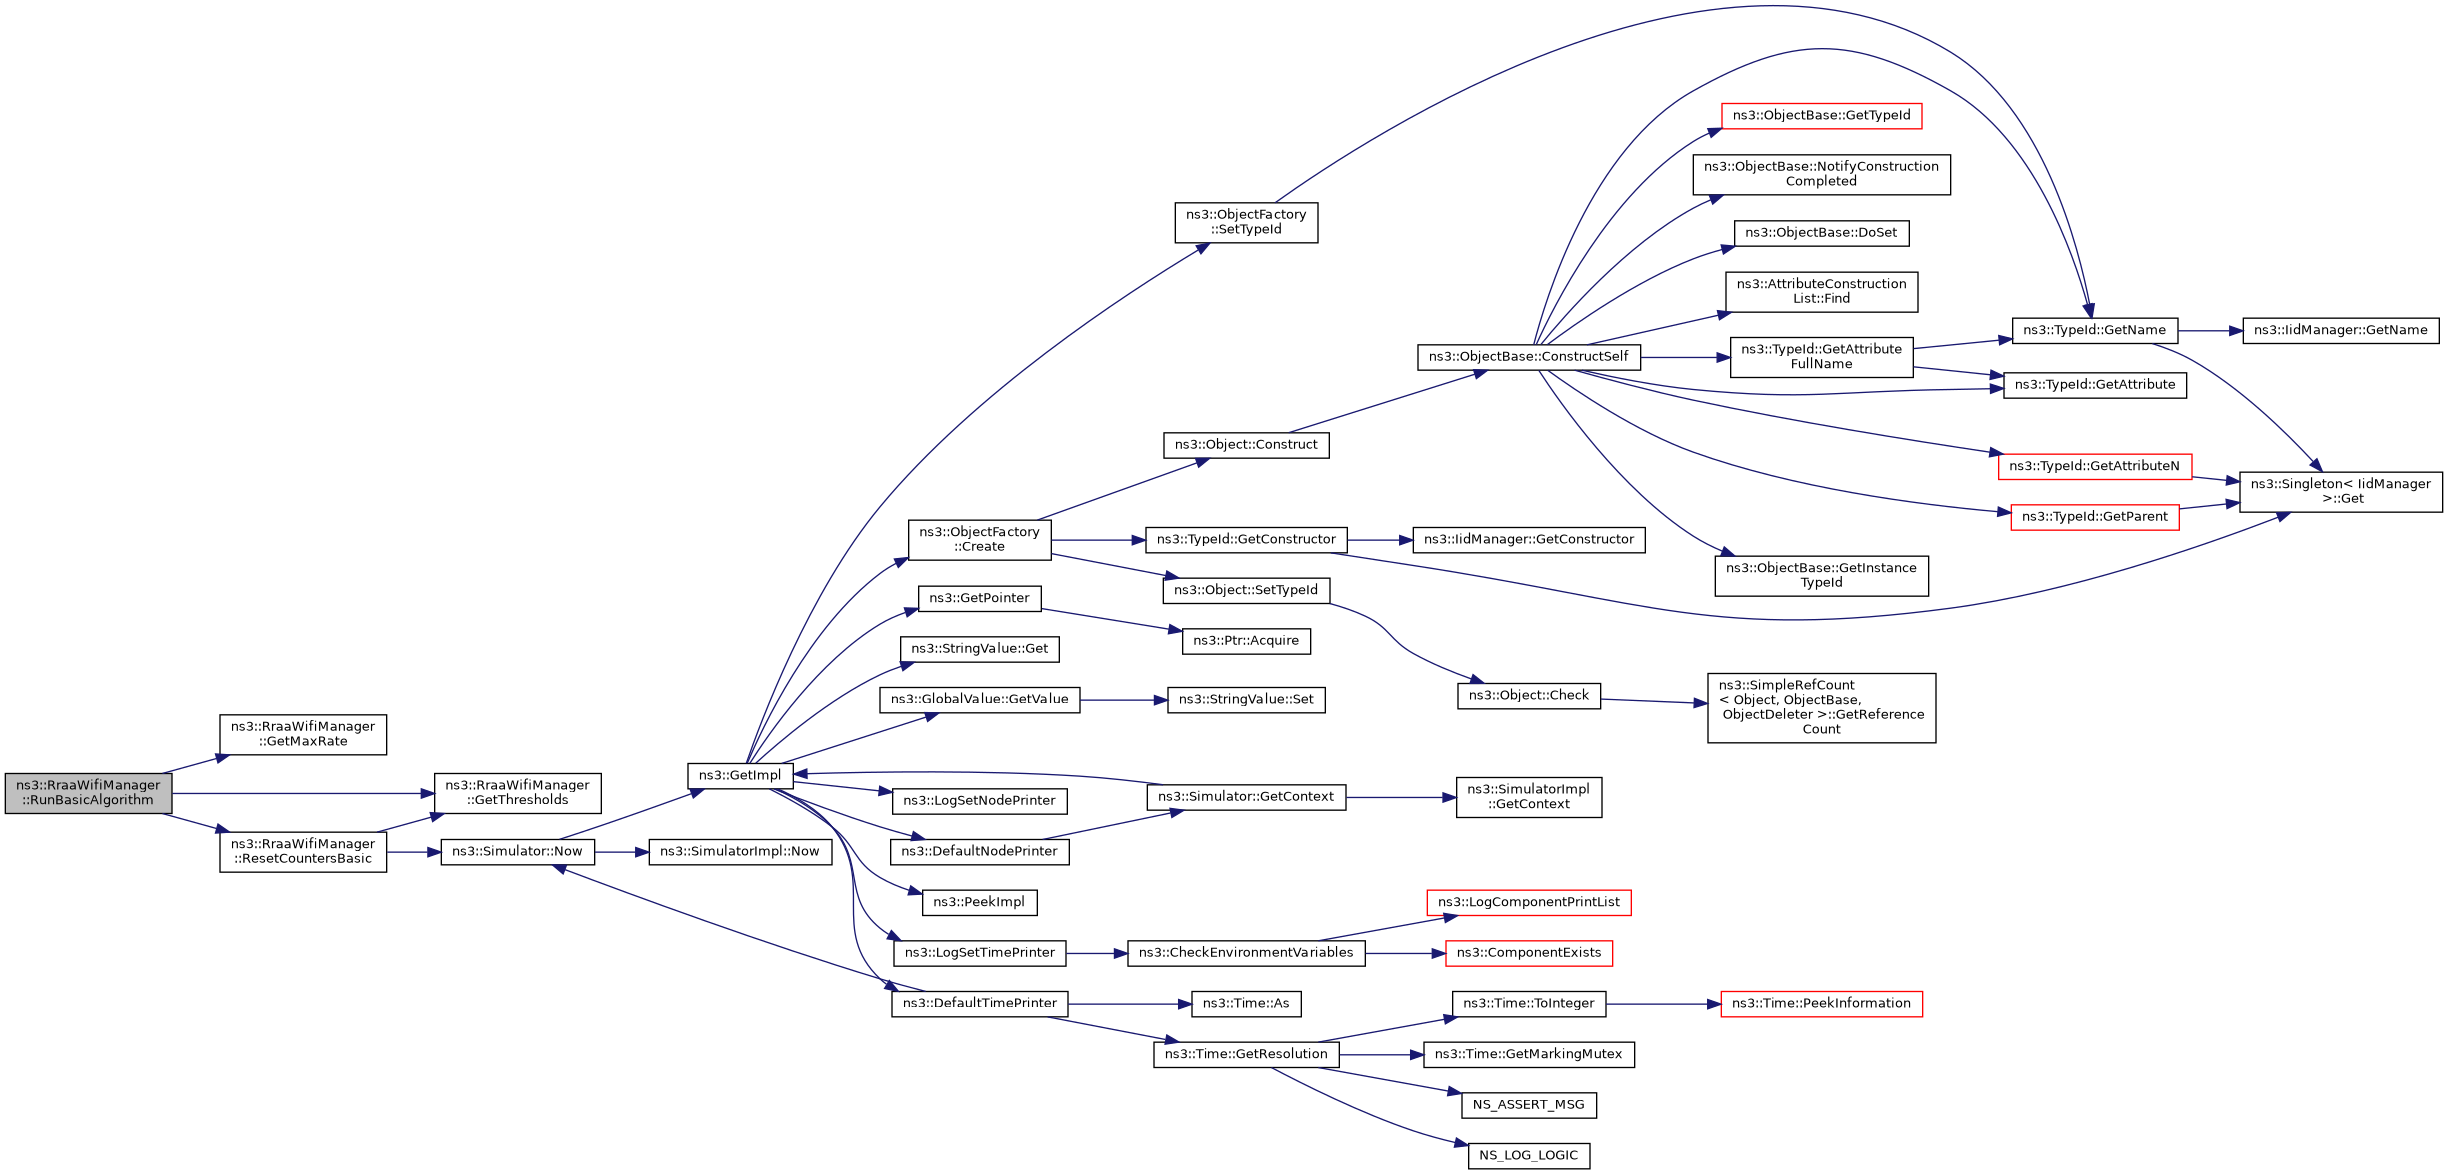 ns3::RraaWifiManager
::RunBasicAlgorithm
ns3::RraaWifiManager
::GetMaxRate
ns3::RraaWifiManager
::GetThresholds
ns3::RraaWifiManager
::ResetCountersBasic
ns3::Simulator::Now
ns3::SimulatorImpl::Now
ns3::GetImpl
ns3::ObjectFactory
::SetTypeId
ns3::ObjectFactory
::Create
ns3::GetPointer
ns3::StringValue::Get
ns3::GlobalValue::GetValue
ns3::LogSetNodePrinter
ns3::DefaultNodePrinter
ns3::PeekImpl
ns3::LogSetTimePrinter
ns3::DefaultTimePrinter
ns3::Object::Construct
ns3::TypeId::GetConstructor
ns3::Object::SetTypeId
ns3::Ptr::Acquire
ns3::StringValue::Set
ns3::Simulator::GetContext
ns3::CheckEnvironmentVariables
ns3::Time::As
ns3::Time::GetResolution
ns3::ObjectBase::ConstructSelf
ns3::IidManager::GetConstructor
ns3::Object::Check
ns3::SimulatorImpl
::GetContext
ns3::LogComponentPrintList
ns3::ComponentExists
ns3::Time::ToInteger
ns3::Time::GetMarkingMutex
NS_ASSERT_MSG
NS_LOG_LOGIC
ns3::ObjectBase::GetTypeId
ns3::ObjectBase::NotifyConstruction
Completed
ns3::ObjectBase::DoSet
ns3::AttributeConstruction
List::Find
ns3::TypeId::GetAttribute
FullName
ns3::ObjectBase::GetInstance
TypeId
ns3::SimpleRefCount
< Object, ObjectBase,
ObjectDeleter >::GetReference
Count
ns3::Time::PeekInformation
ns3::TypeId::GetName
ns3::TypeId::GetAttribute
ns3::TypeId::GetAttributeN
ns3::TypeId::GetParent
ns3::IidManager::GetName
ns3::Singleton< IidManager
>::Get